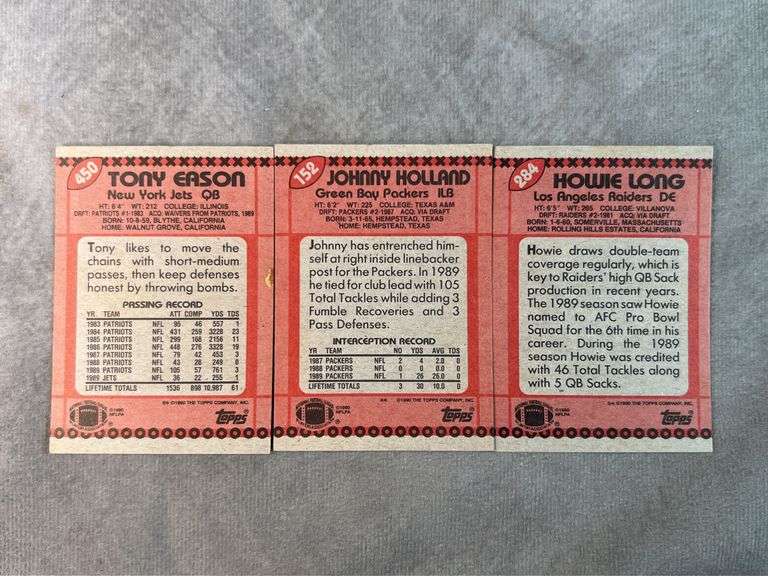 450
TONY EASON
New York Jets QB
HT: 6'4" WT: 212 COLLEGE: ILLINOIS
DRFT: PATRIOTS #1-1983 ACQ: WAIVERS FROM PATRIOTS, 1989
BORN: 10-8-59, BLYTHE, CALIFORNIA
HOME: WALNUT GROVE, CALIFORNIA
Tony likes to move the
chains with short-medium
passes, then keep defenses
honest by throwing bombs.
PASSING RECORD
YR. TEAM ATT COMP YDS TDS
1983 PATRIOTS NFL 95 46 557 1
1984 PATRIOTS NFL 431 259 3228 23
1985 PATRIOTS NFL 299 168 2156 11
1986 PATRIOTS NFL 448 276 3328 19
1987 PATRIOTS NFL 79 42 453 3
1988 PATRIOTS NFL 43 28 249 0
1989 PATRIOTS NFL 105 57 761 3
1989 JETS NFL 36 22 255 1
LIFETIME TOTALS 1536 898 10,987 61
©1990
NFLPA
©1990 THE TOPPS COMPANY, INC.
Topps
152
JOHNNY HOLLAND
Green Bay Packers ILB
HT: 6'2" WT: 225 COLLEGE: TEXAS A&M
DRFT: PACKERS #2-1987 ACQ: VIA DRAFT
BORN: 3-11-65, HEMPSTEAD, TEXAS
HOME: HEMPSTEAD, TEXAS
Johnny has entrenched him-
self at right inside linebacker
post for the Packers. In 1989
he tied for club lead with 105
Total Tackles while adding 3
Fumble Recoveries and 3
Pass Defenses.
INTERCEPTION RECORD
YR TEAM NO YDS AVG TDS
1987 PACKERS NFL 2 4 2.0 0
1988 PACKERS NFL 0 0 0.0 0
1989 PACKERS NFL 1 26 26.0 0
LIFETIME TOTALS 3 30 10.0 0
©1990
NFLPA
©1990 THE TOPPS COMPANY, INC.
Topps
284
HOWIE LONG
Los Angeles Raiders DE
HT: 6'5" WT: 265 COLLEGE: VILLANOVA
DRFT: RAIDERS #2-1981 ACQ: VIA DRAFT
BORN: 1-6-60, SOMERVILLE, MASSACHUSETTS
HOME: ROLLING HILLS ESTATES, CALIFORNIA
Howie draws double-team
coverage regularly, which is
key to Raiders' high QB Sack
production in recent years.
The 1989 season saw Howie
named to AFC Pro Bowl
Squad for the 6th time in his
career. During the 1989
season Howie was credited
with 46 Total Tackles along
with 5 QB Sacks.
©1990
NFLPA
©1990 THE TOPPS COMPANY, INC.
Topps